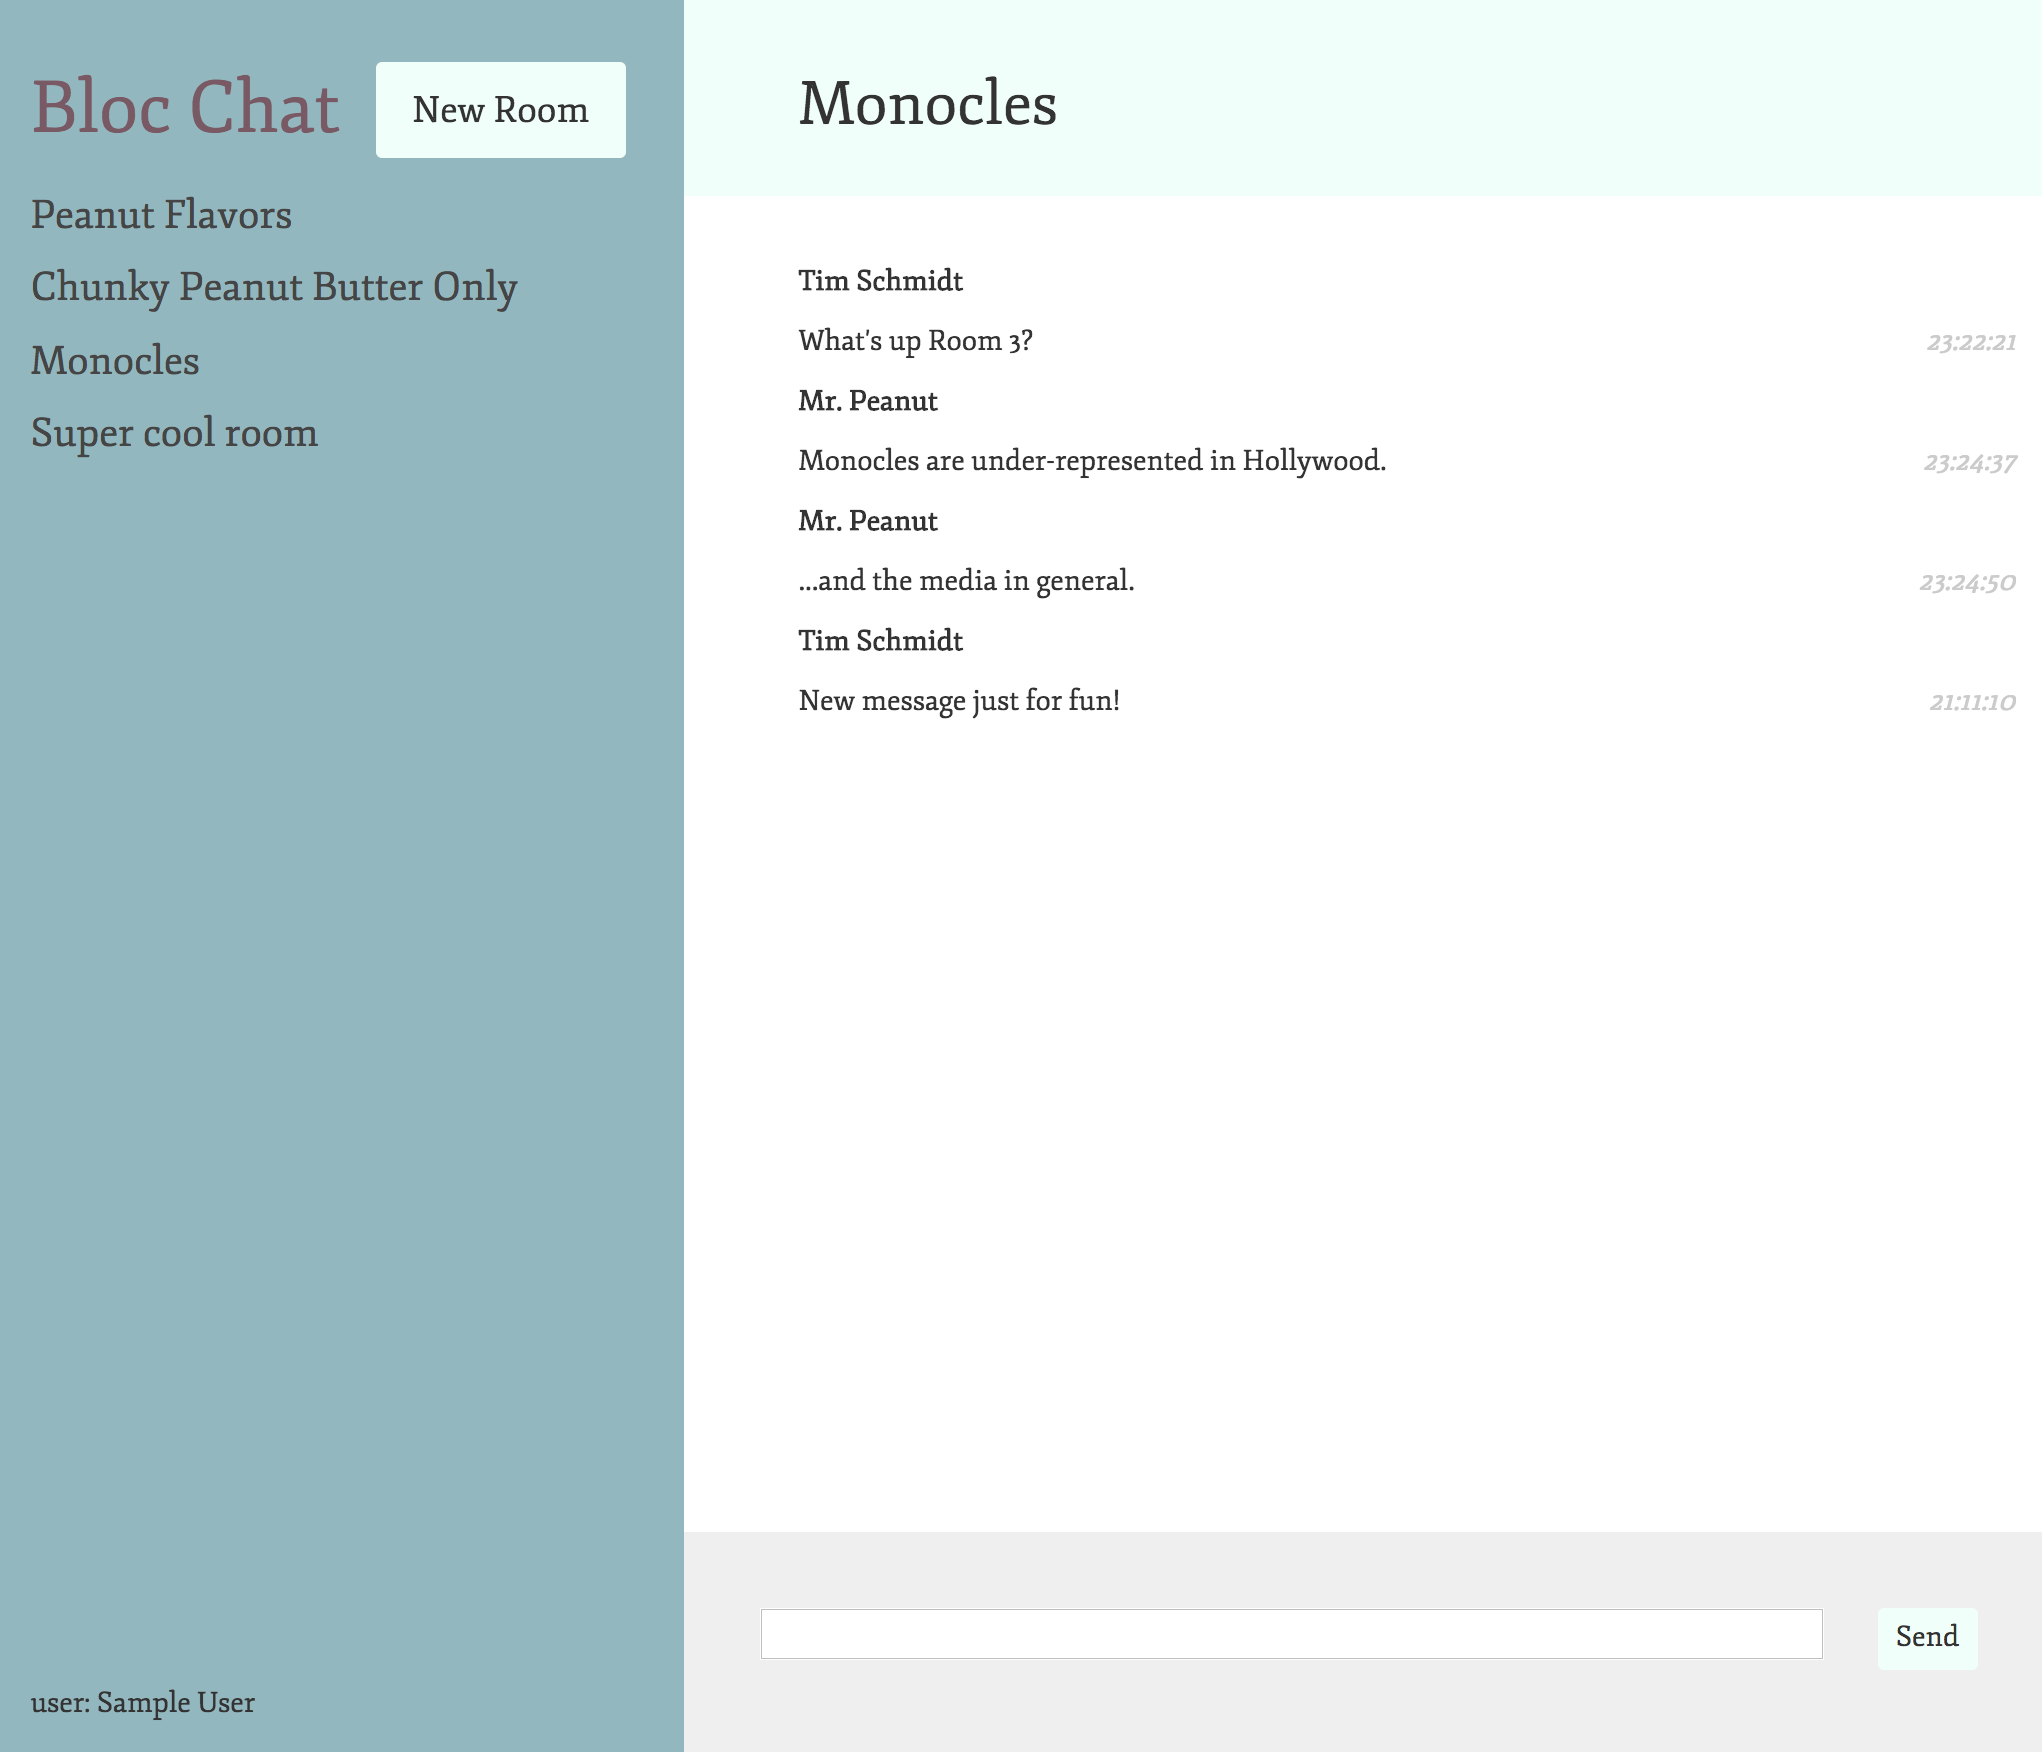 Bloc Chat
New Room
Peanut Flavors
Chunky Peanut Butter Only
Monocles
Super cool room
user: Sample User
Monocles
Tim Schmidt
What's up Room 3?
23:22:21
Mr. Peanut
Monocles are under-represented in Hollywood.
23:24:37
Mr. Peanut
...and the media in general.
23:24:50
Tim Schmidt
New message just for fun!
21:11:10
Send